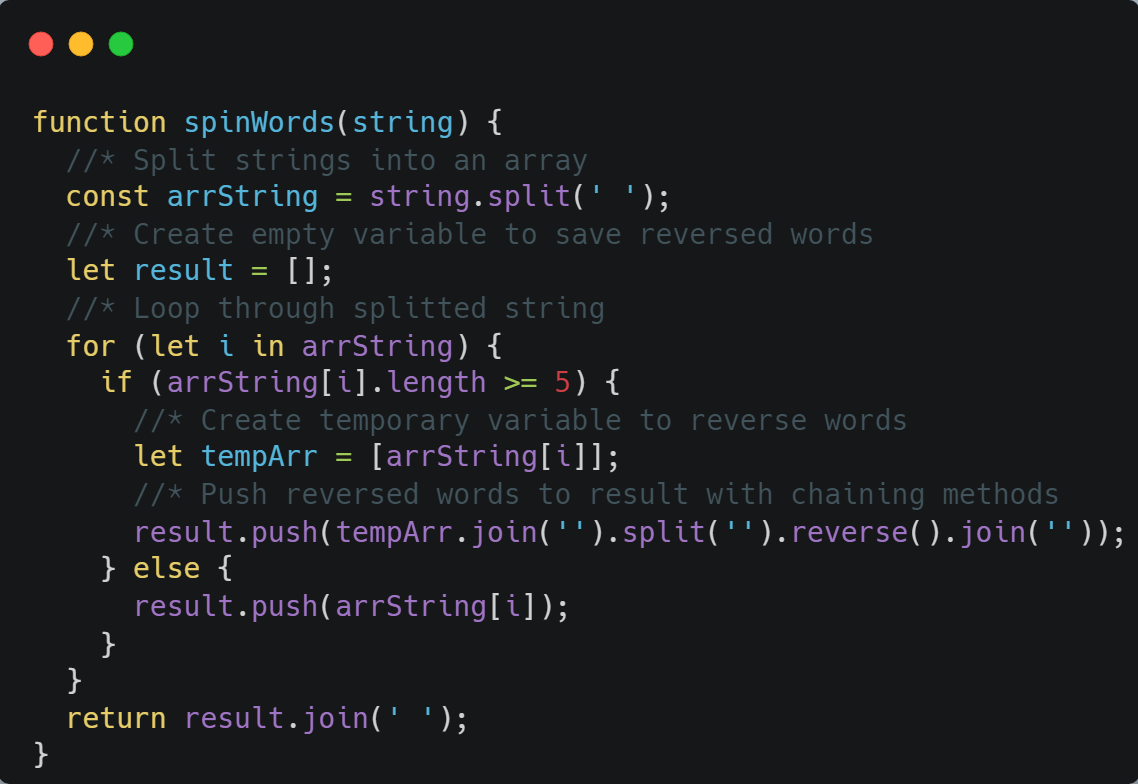 function spinWords(string) {
  //* Split strings into an array
  const arrString = string.split(' ');
  //* Create empty variable to save reversed words
  let result = [];
  //* Loop through splitted string
  for (let i in arrString) {
    if (arrString[i].length >= 5) {
      //* Create temporary variable to reverse words
      let tempArr = [arrString[i]];
      //* Push reversed words to result with chaining methods
      result.push(tempArr.join('').split('').reverse().join(''));
    } else {
      result.push(arrString[i]);
    }
  }
  return result.join(' ');
}